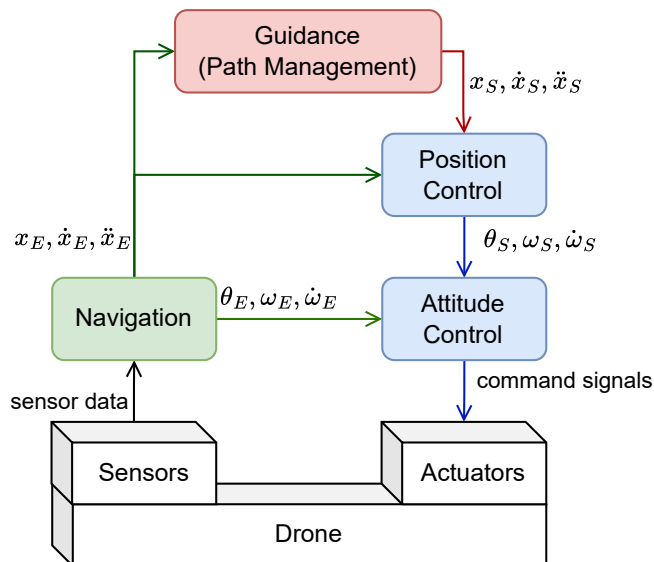 Guidance
(Path Management)
x_S, ẋ_S, ẍ_S
Position
Control
x_E, ẋ_E, ẍ_E
θ_S, ω_S, ω̇_S
θ_E, ω_E, ω̇_E
Navigation
Attitude
Control
sensor data
command signals
Sensors
Actuators
Drone